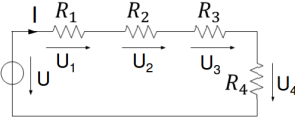 I R₁ R₂ R₃
U U₁ U₂ U₃ R₄ U₄